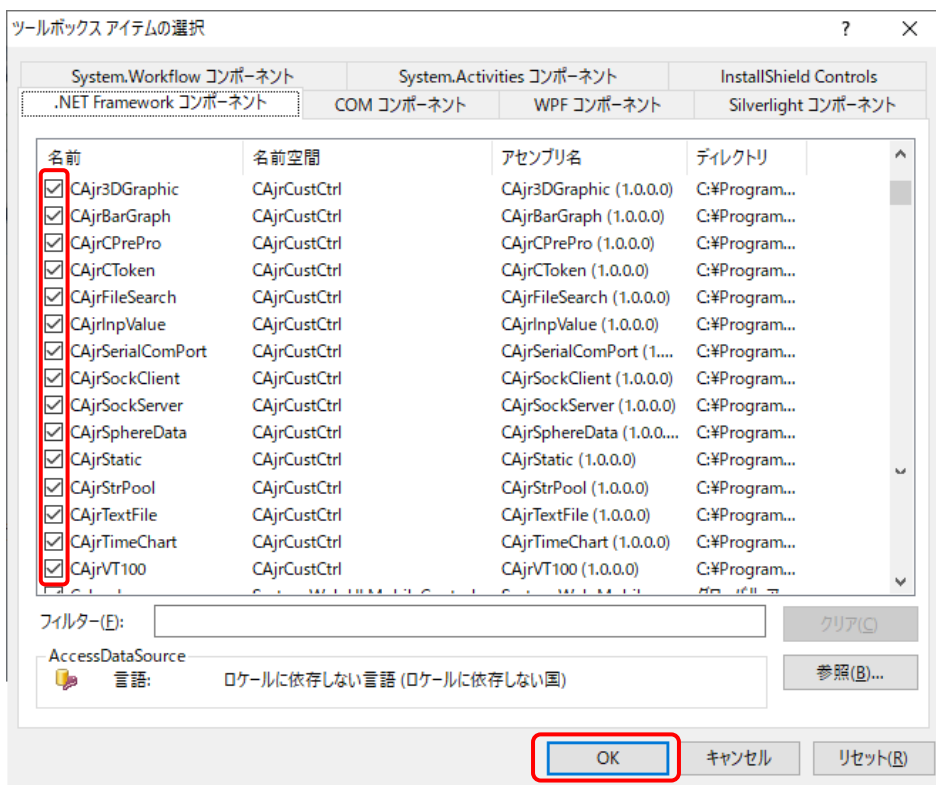 ツールボックス アイテムの選択 ?
System.Workflow コンポーネント System.Activities コンポーネント InstallShield Controls
.NET Framework コンポーネント COM コンポーネント WPF コンポーネント Silverlight コンポーネント
名前 名前空間 アセンブリ名 ディレクトリ
CAjr3DGraphic CAjrCustCtrl CAjr3DGraphic (1.0.0.0) C:¥Program...
CAjrBarGraph CAjrCustCtrl CAjrBarGraph (1.0.0.0) C:¥Program...
CAjrCPrePro CAjrCustCtrl CAjrCPrePro (1.0.0.0) C:¥Program...
CAjrCToken CAjrCustCtrl CAjrCToken (1.0.0.0) C:¥Program...
CAjrFileSearch CAjrCustCtrl CAjrFileSearch (1.0.0.0) C:¥Program...
CAjrInpValue CAjrCustCtrl CAjrInpValue (1.0.0.0) C:¥Program...
CAjrSerialComPort CAjrCustCtrl CAjrSerialComPort (1.... C:¥Program...
CAjrSockClient CAjrCustCtrl CAjrSockClient (1.0.0.0) C:¥Program...
CAjrSockServer CAjrCustCtrl CAjrSockServer (1.0.0.0) C:¥Program...
CAjrSphereData CAjrCustCtrl CAjrSphereData (1.0.0.... C:¥Program...
CAjrStatic CAjrCustCtrl CAjrStatic (1.0.0.0) C:¥Program...
CAjrStrPool CAjrCustCtrl CAjrStrPool (1.0.0.0) C:¥Program...
CAjrTextFile CAjrCustCtrl CAjrTextFile (1.0.0.0) C:¥Program...
CAjrTimeChart CAjrCustCtrl CAjrTimeChart (1.0.0.0) C:¥Program...
CAjrVT100 CAjrCustCtrl CAjrVT100 (1.0.0.0) C:¥Program...
フィルター(F): クリア(C)
AccessDataSource
言語: ロケールに依存しない言語 (ロケールに依存しない国) 参照(B)...
OK キャンセル リセット(R)